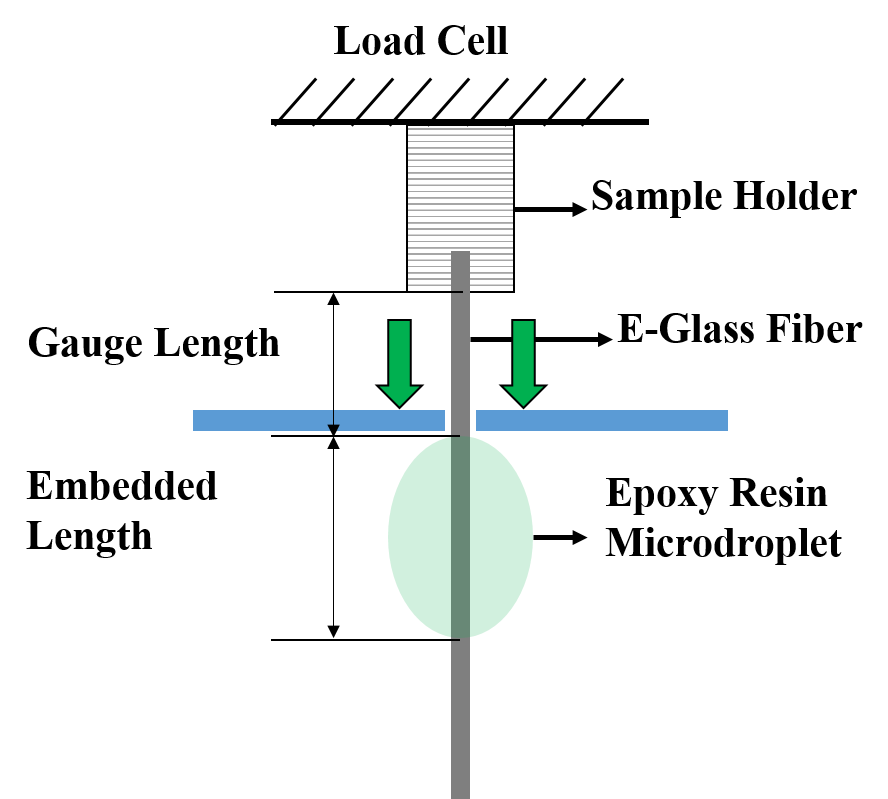 Load Cell
Sample Holder
E-Glass Fiber
Gauge Length
Embedded
Length
Epoxy Resin
Microdroplet